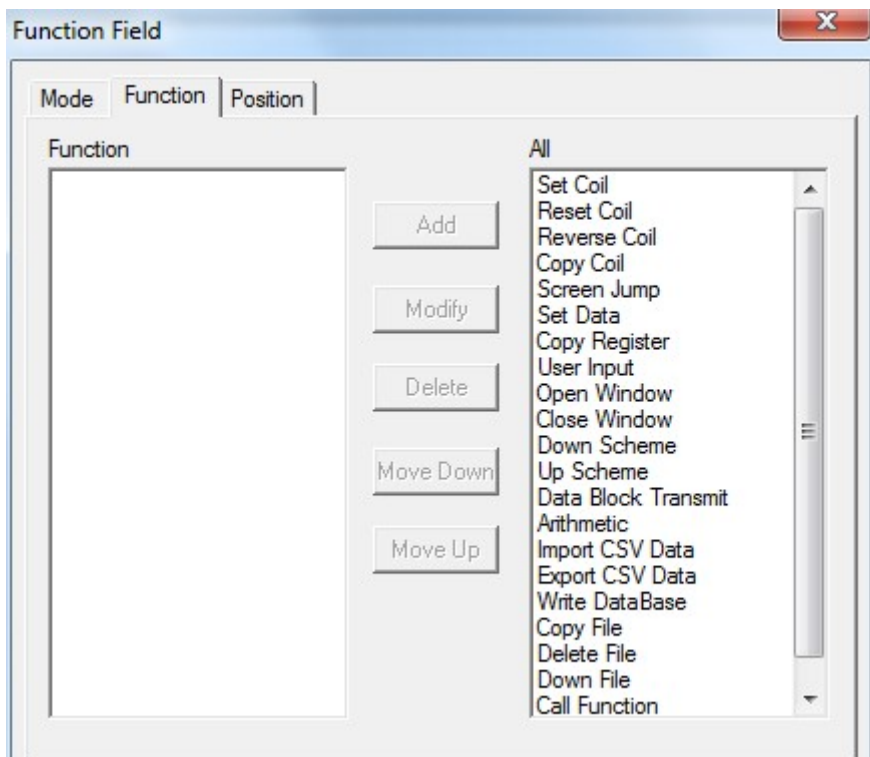 Function Field
Mode Function Position
Function
All
Add
Modify
Delete
Move Down
Move Up
Set Coil
Reset Coil
Reverse Coil
Copy Coil
Screen Jump
Set Data
Copy Register
User Input
Open Window
Close Window
Down Scheme
Up Scheme
Data Block Transmit
Arithmetic
Import CSV Data
Export CSV Data
Write DataBase
Copy File
Delete File
Down File
Call Function